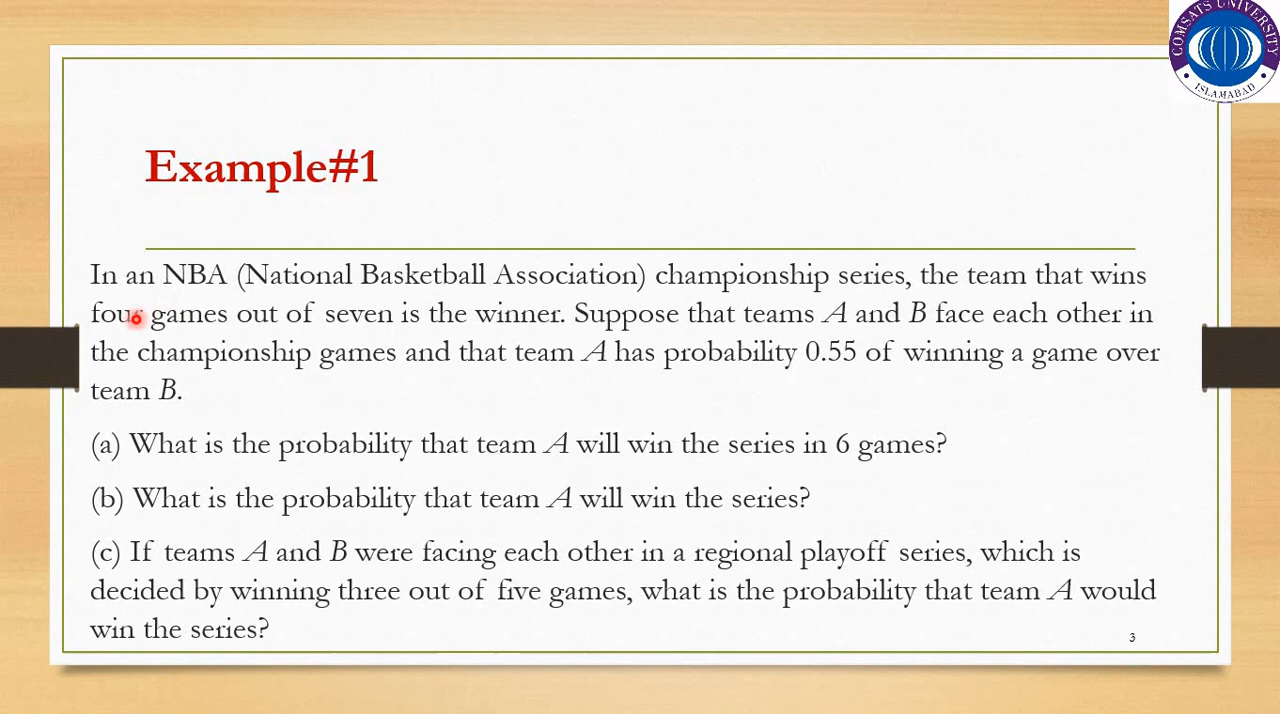 COMSATS UNIVERSITY
ISLAMABAD
Example#1
In an NBA (National Basketball Association) championship series, the team that wins
four games out of seven is the winner. Suppose that teams A and B face each other in
the championship games and that team A has probability 0.55 of winning a game over
team B.
(a) What is the probability that team A will win the series in 6 games?
(b) What is the probability that team A will win the series?
(c) If teams A and B were facing each other in a regional playoff series, which is
decided by winning three out of five games, what is the probability that team A would
win the series?
3